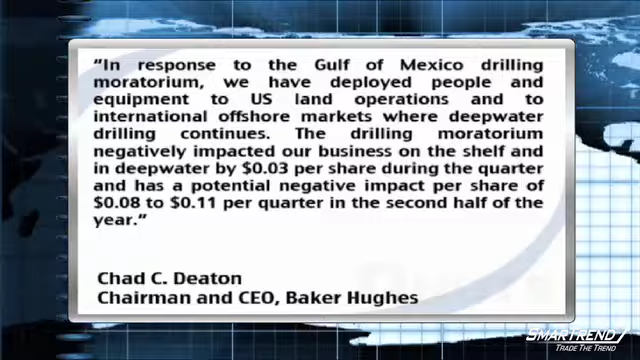 "In response to the Gulf of Mexico drilling
moratorium, we have deployed people and
equipment to US land operations and to
international offshore markets where deepwater
drilling continues. The drilling moratorium
negatively impacted our business on the shelf and
in deepwater by $0.03 per share during the quarter
and has a potential negative impact per share of
$0.08 to $0.11 per quarter in the second half of the
year."
Chad C. Deaton
Chairman and CEO, Baker Hughes
SMARTREND
TRADE THE TREND